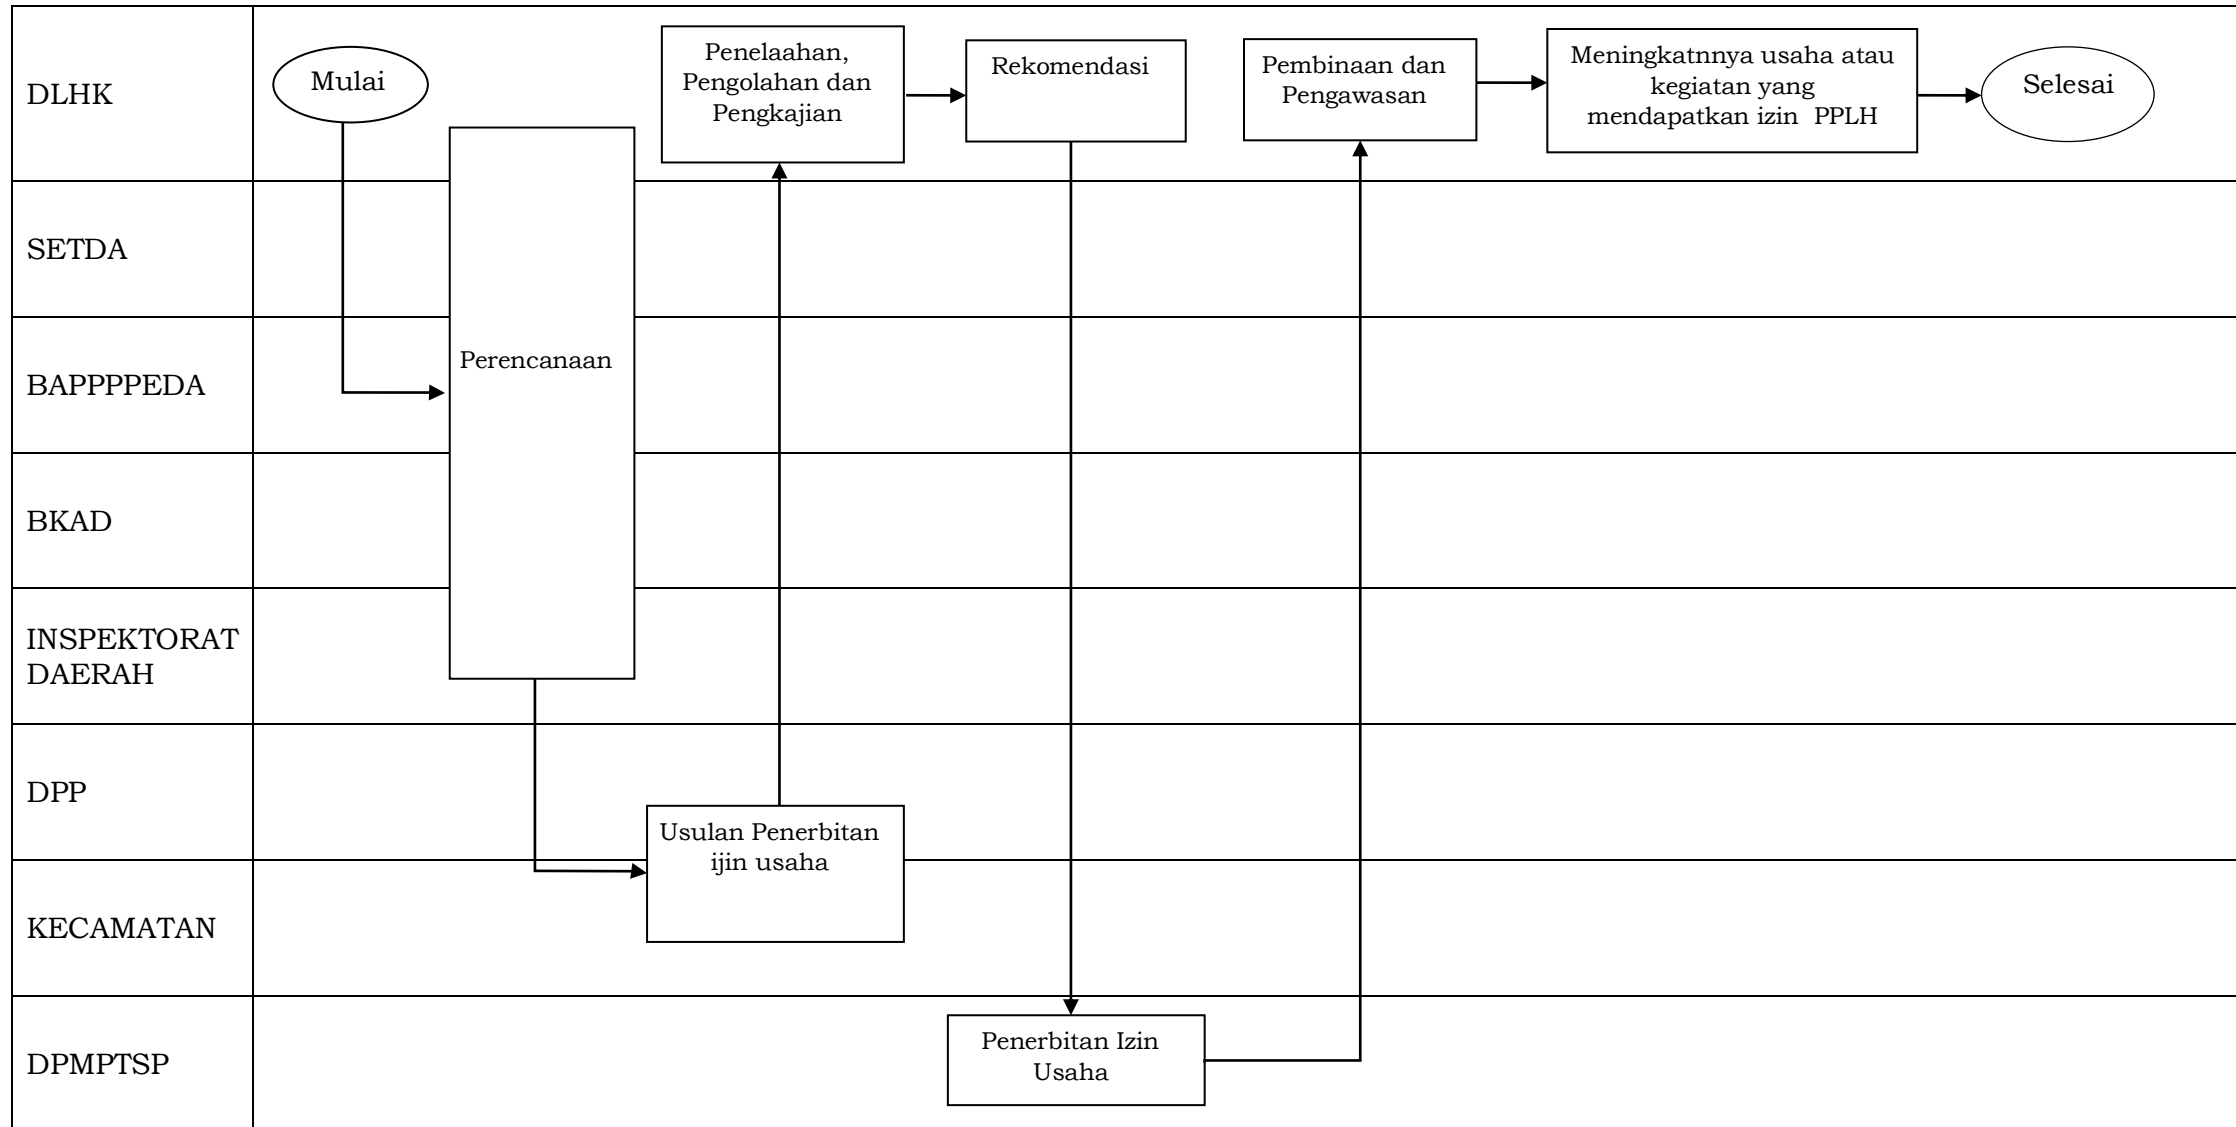 DLHK
Mulai
Penelaahan,
Pengolahan dan
Pengkajian
Rekomendasi
Pembinaan dan
Pengawasan
Meningkatnnya usaha atau
kegiatan yang
mendapatkan izin  PPLH
Selesai
SETDA
BAPPPPEDA
Perencanaan
BKAD
INSPEKTORAT
DAERAH
DPP
Usulan Penerbitan
ijin usaha
KECAMATAN
DPMPTSP
Penerbitan Izin
Usaha